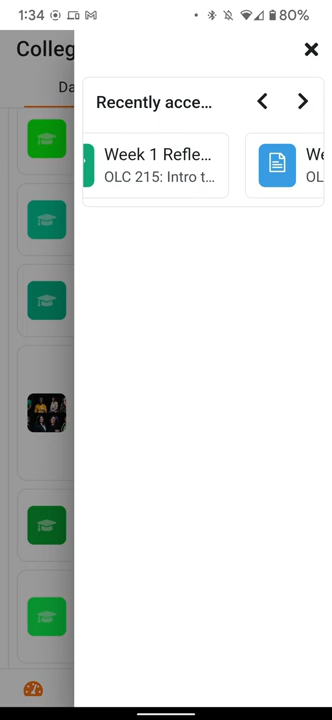 1:34
80%
Colleg
Da
Recently acce...
Week 1 Refle...
OLC 215: Intro t...
We
OL